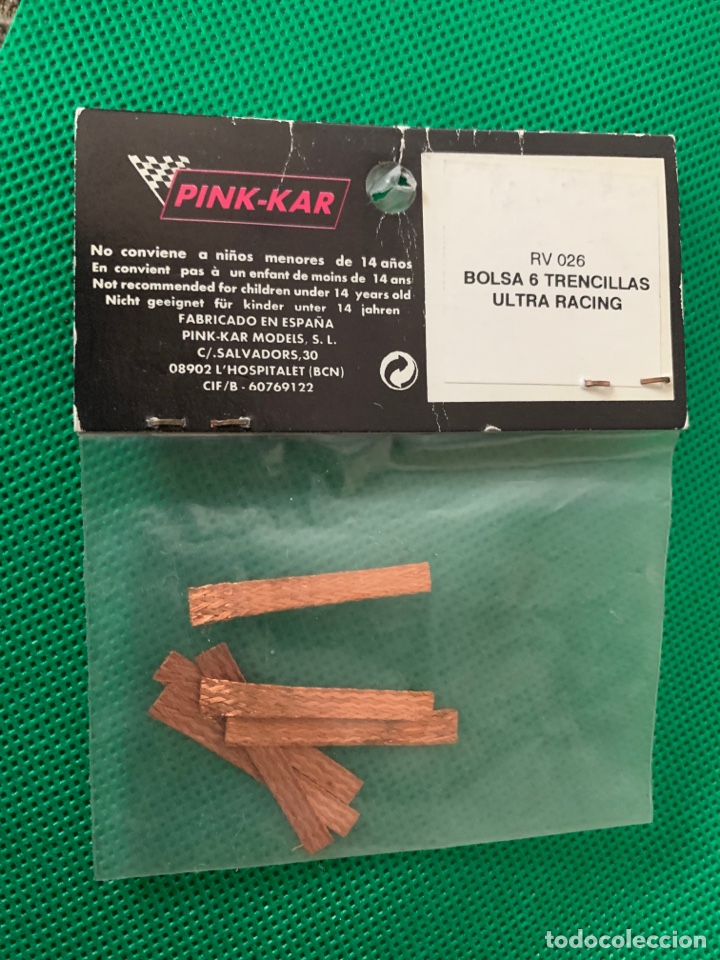 PINK-KAR
No conviene a niños menores de 14 años
En convient pas à un enfant de moins de 14 ans
Not recommended for children under 14 years old
Nicht geeignet für kinder unter 14 jahren
FABRICADO EN ESPAÑA
PINK-KAR MODELS, S. L.
C/.SALVADORS,30
08902 L'HOSPITALET (BCN)
CIF/B - 60769122
RV 026
BOLSA 6 TRENCILLAS
ULTRA RACING
todocoleccion